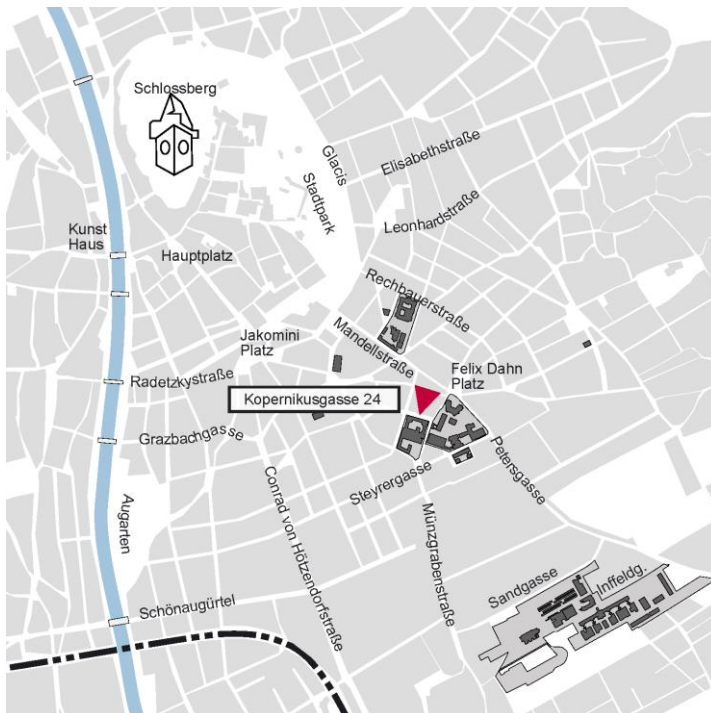 Schlossberg
Elisabethstraße
Glacis
Stadtpark
Leonhardstraße
Kunst
Haus
Hauptplatz
Rechbauerstraße
Jakomini
Platz
Mandellstraße
Felix Dahn
Platz
Radetzkystraße
Kopernikusgasse 24
Grazbachgasse
Petersgasse
Steyrergasse
Augarten
Conrad von Hötzendorfstraße
Münzgrabenstraße
Sandgasse
Inffeldg.
Schönaugürtel